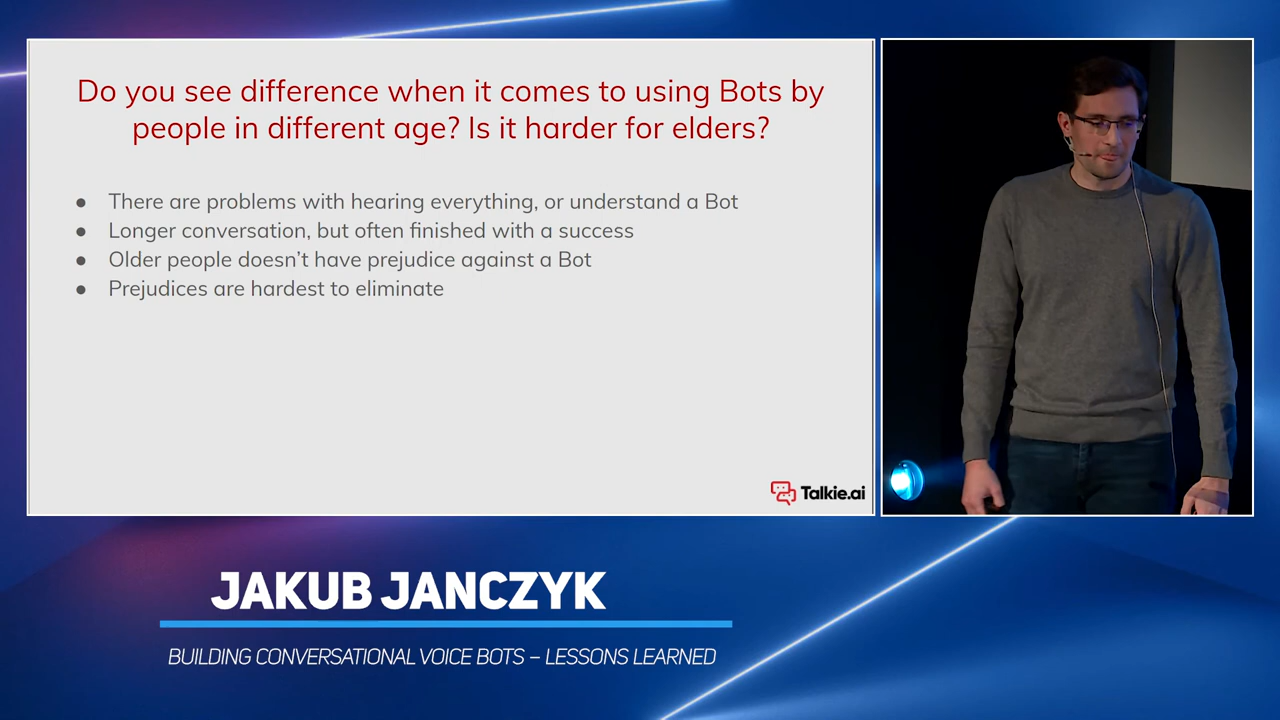 Do you see difference when it comes to using Bots by
people in different age? Is it harder for elders?
● There are problems with hearing everything, or understand a Bot
● Longer conversation, but often finished with a success
● Older people doesn't have prejudice against a Bot
● Prejudices are hardest to eliminate
Talkie.ai
JAKUB JANCZYK
BUILDING CONVERSATIONAL VOICE BOTS – LESSONS LEARNED